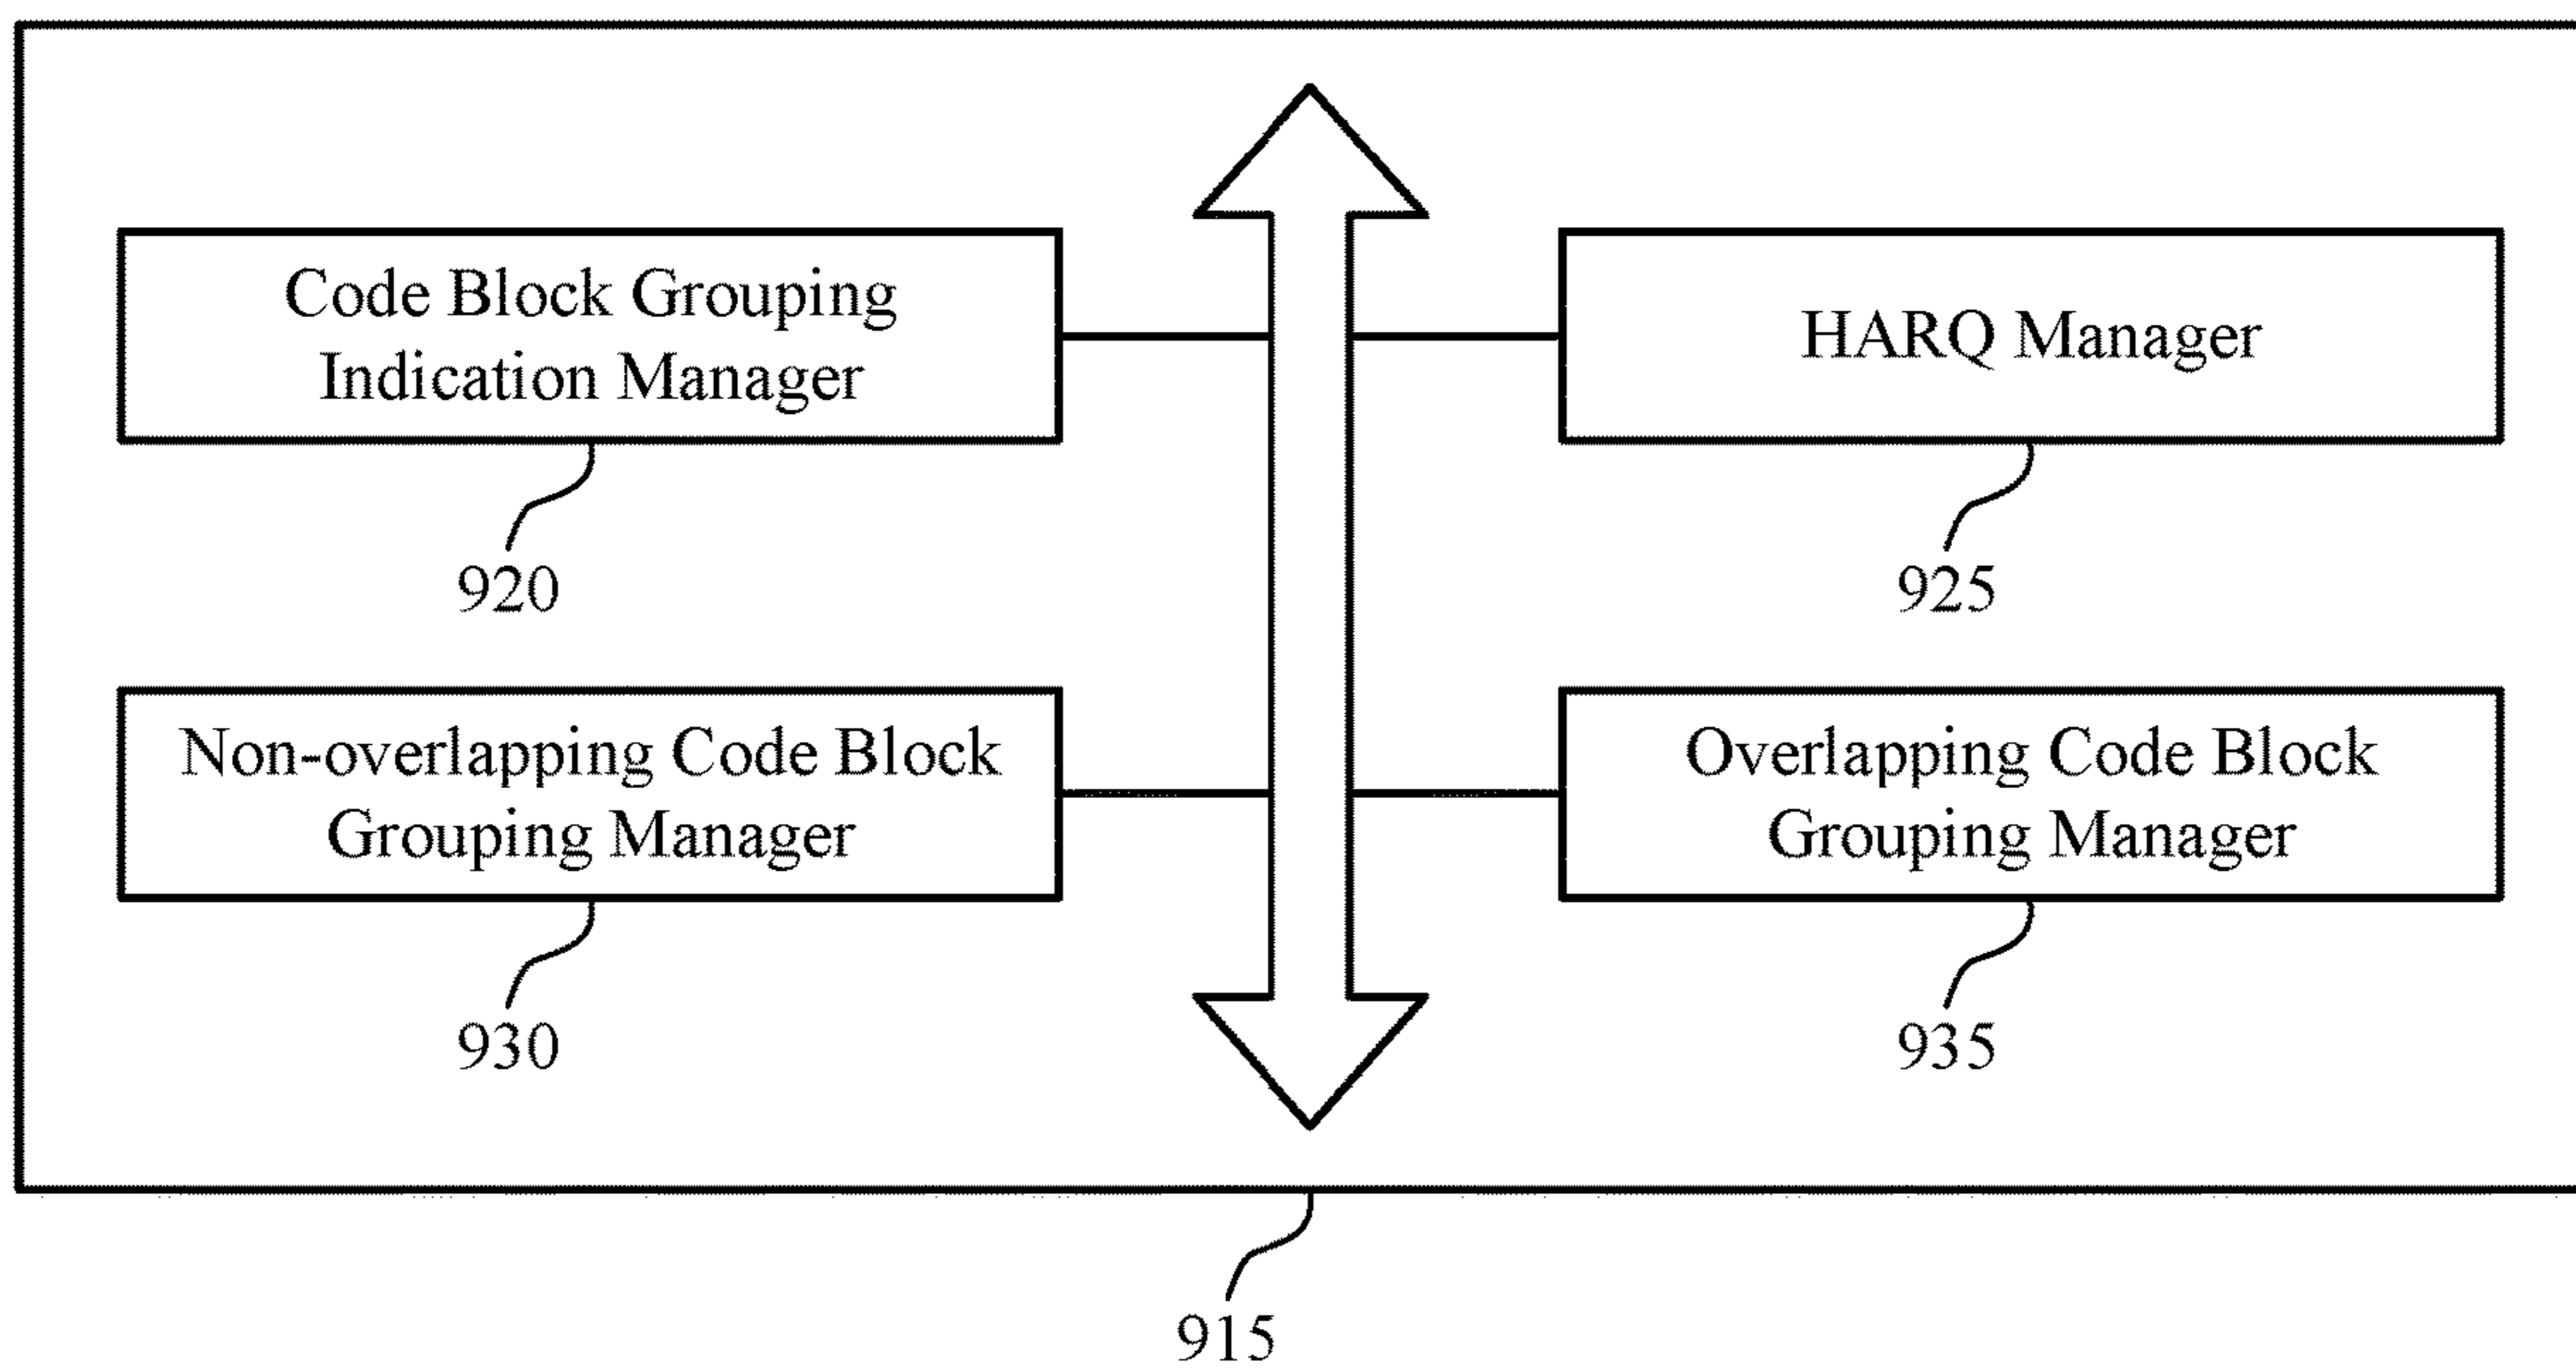 Code Block Grouping
Indication Manager
920
HARQ Manager
925
Non-overlapping Code Block
Grouping Manager
930
Overlapping Code Block
Grouping Manager
935
915